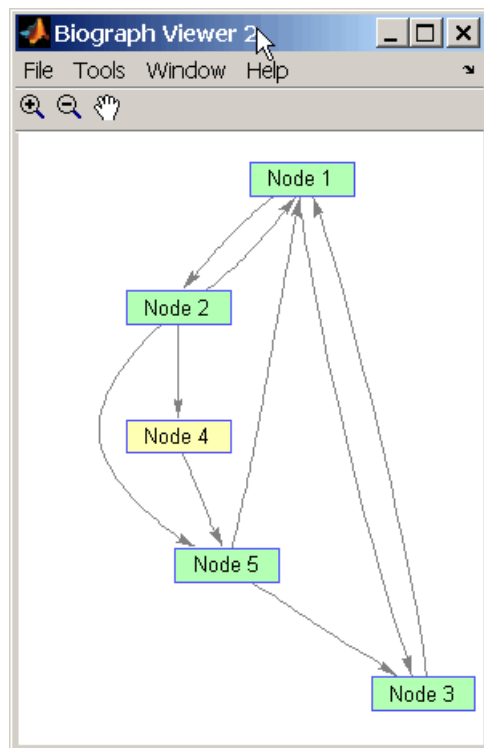 Biograph Viewer 2
File Tools Window Help
Node 1
Node 2
Node 4
Node 5
Node 3